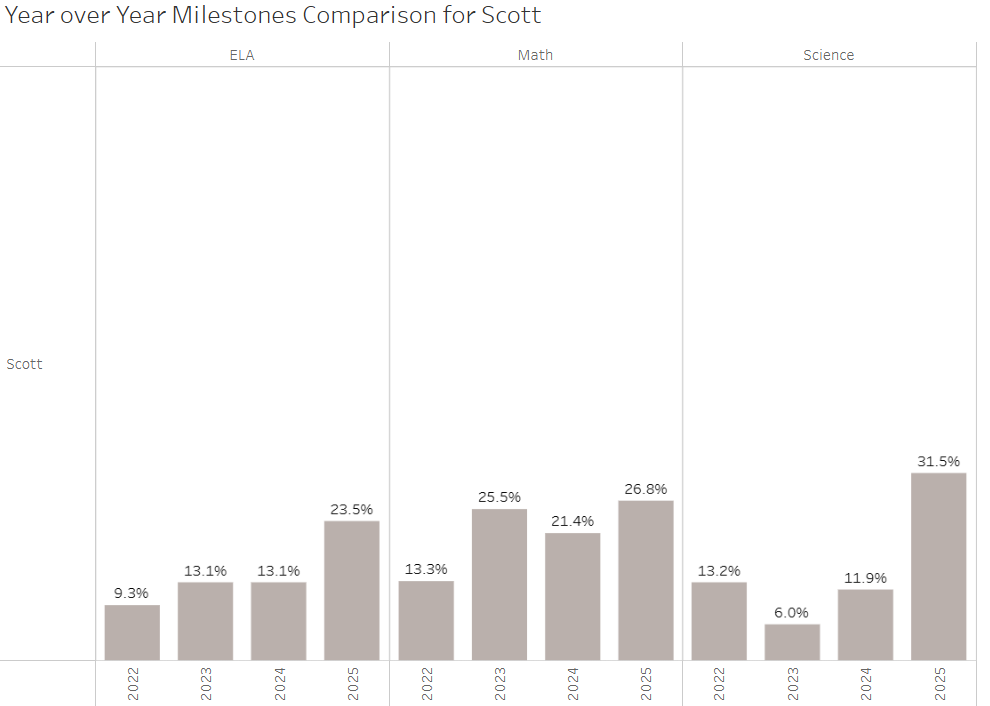 Year over Year Milestones Comparison for Scott
ELA Math Science
Scott
9.3% 13.1% 13.1% 23.5% 13.3% 25.5% 21.4% 26.8% 13.2% 6.0% 11.9% 31.5%
2022 2023 2024 2025 2022 2023 2024 2025 2022 2023 2024 2025